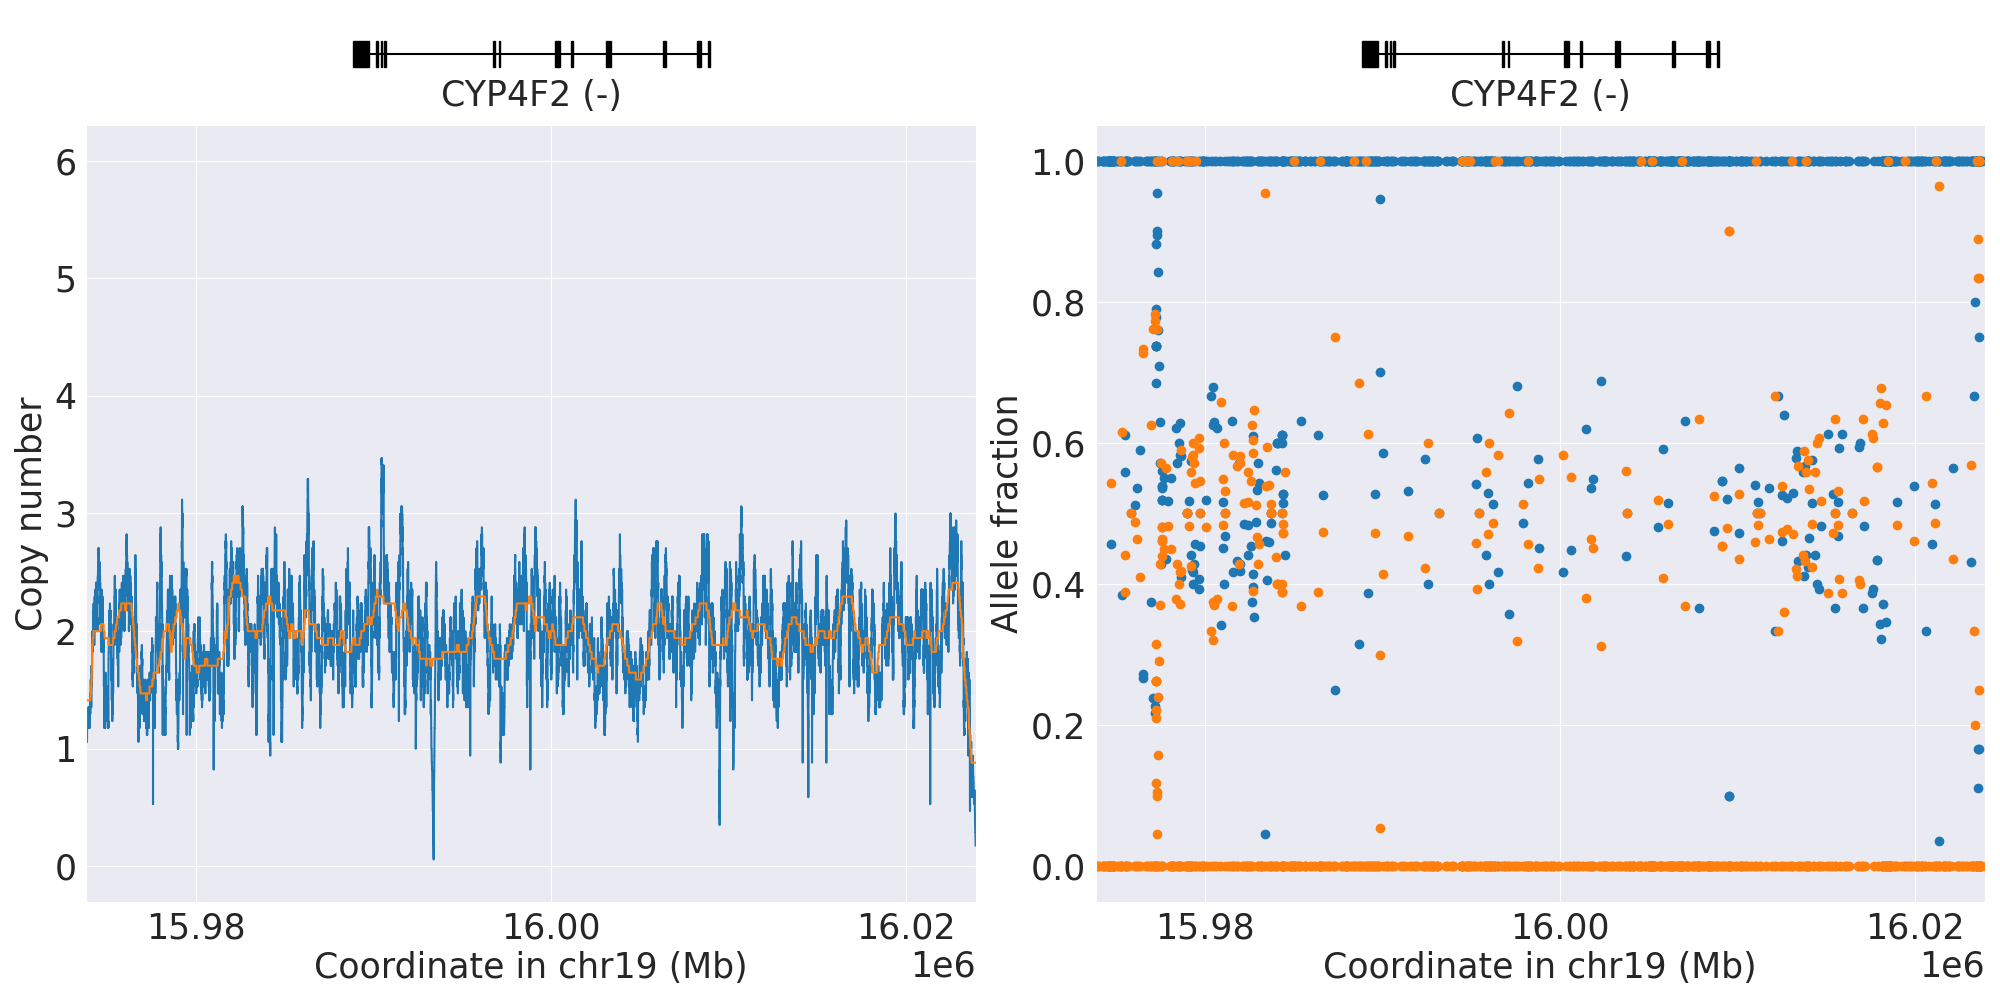 CYP4F2 (-)
6
5
4
3
2
1
0
Copy number
15.98
16.00
16.02
Coordinate in chr19 (Mb)
1e6
CYP4F2 (-)
1.0
0.8
0.6
0.4
0.2
0.0
Allele fraction
15.98
16.00
16.02
Coordinate in chr19 (Mb)
1e6